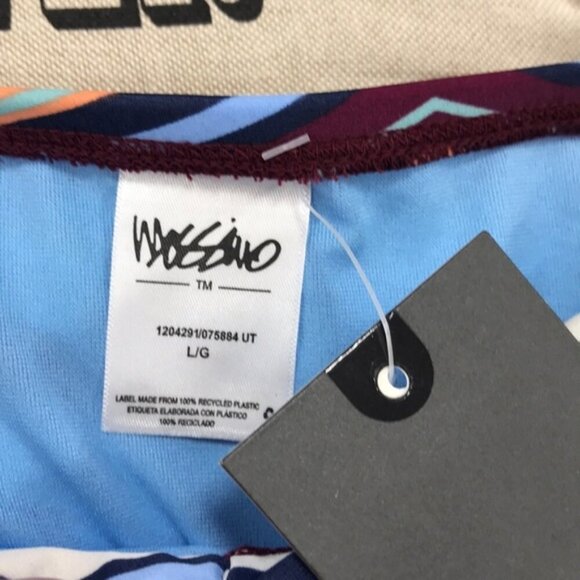 mossimo
TM
1204291/075884 UT
L/G
LABEL MADE FROM 100% RECYCLED PLASTIC
ETIQUETA ELABORADA CON PLÁSTICO
100% RECICLADO